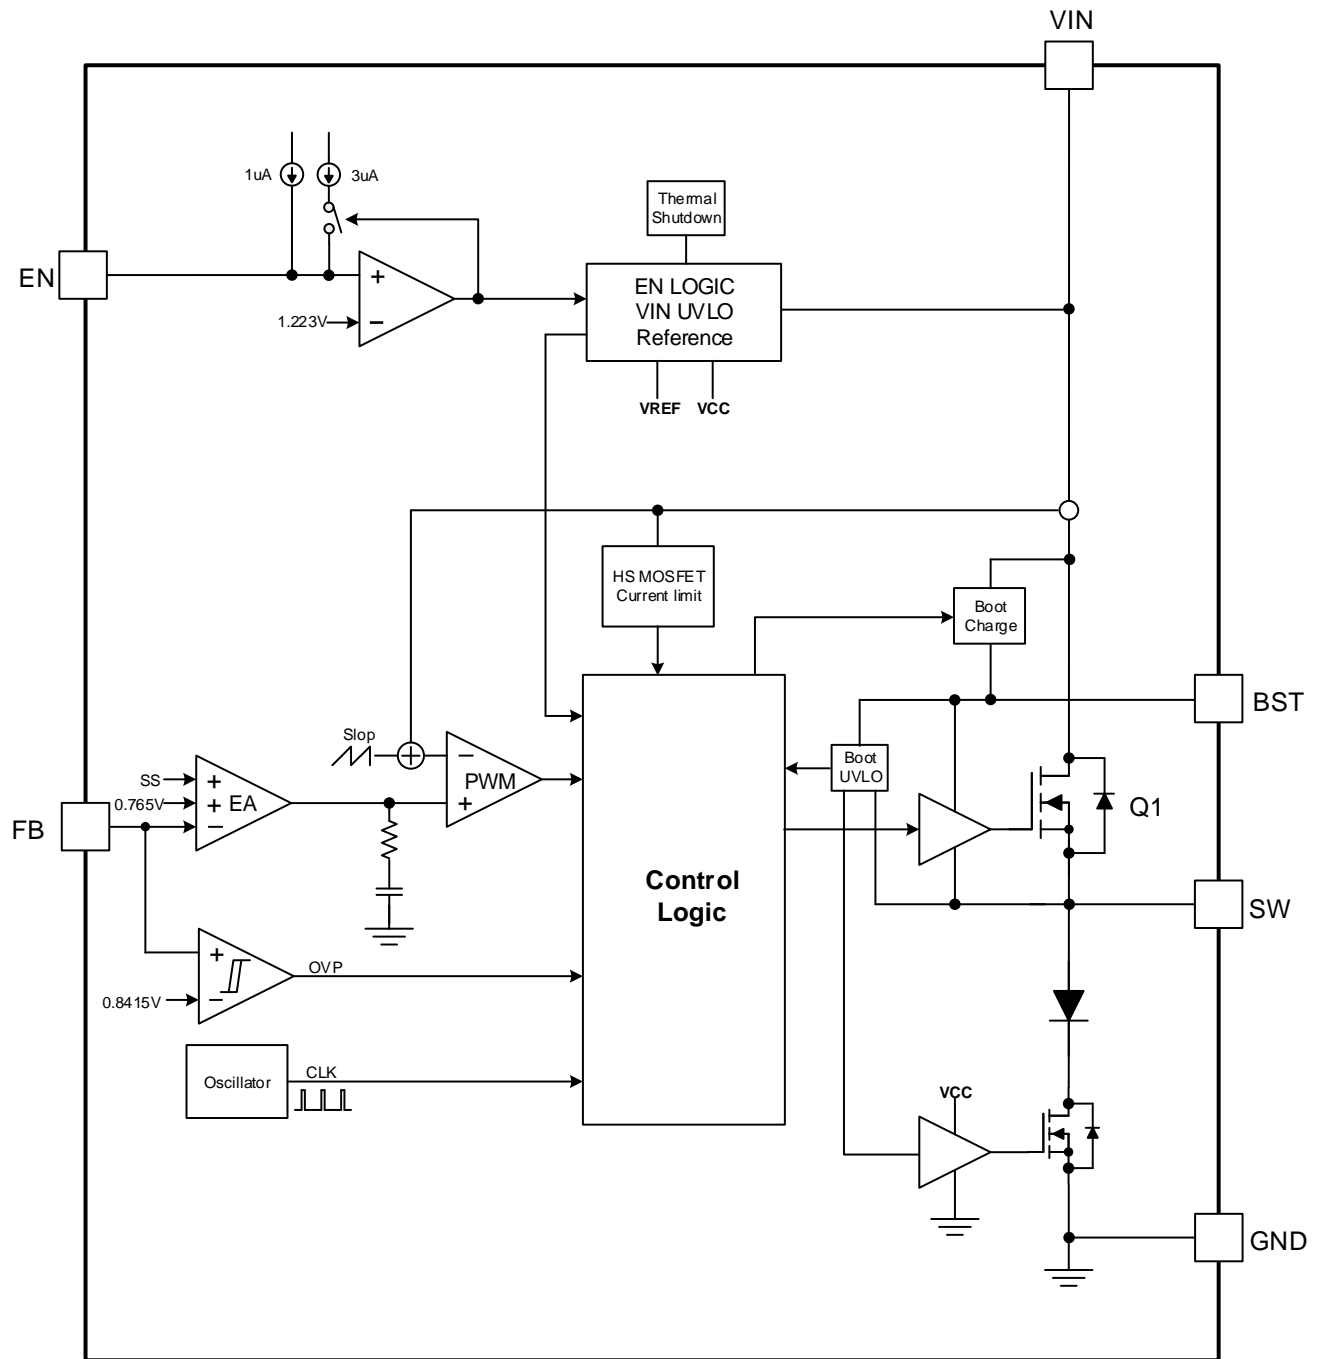 VIN
1uA
3uA
Thermal
Shutdown
EN
+
−
1.223V
EN LOGIC
VIN UVLO
Reference
VREF
VCC
HS MOSFET
Current limit
Boot
Charge
BST
Slop
+
−
PWM
+
Boot
UVLO
SS
0.765V
+
+
−
EA
FB
Q1
Control
Logic
SW
+
−
0.8415V
OVP
Oscillator
CLK
VCC
GND